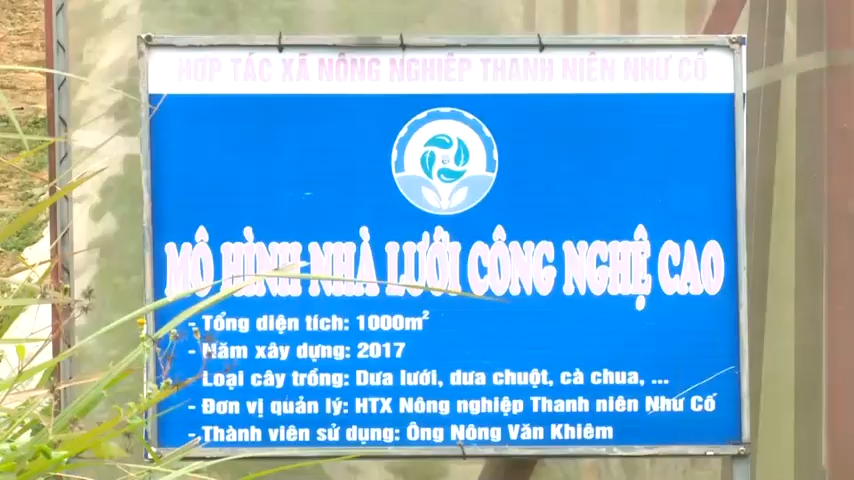 HỢP TÁC XÃ NÔNG NGHIỆP THANH NIÊN NHƯ CỐ
MÔ HÌNH NHÀ LƯỚI CÔNG NGHỆ CAO
- Tổng diện tích: 1000m²
- Năm xây dựng: 2017
Loại cây trồng: Dưa lưới, dưa chuột, cà chua, ...
- Đơn vị quản lý: HTX Nông nghiệp Thanh niên Như Cố
- Thành viên sử dụng: Ông Nông Văn Khiêm